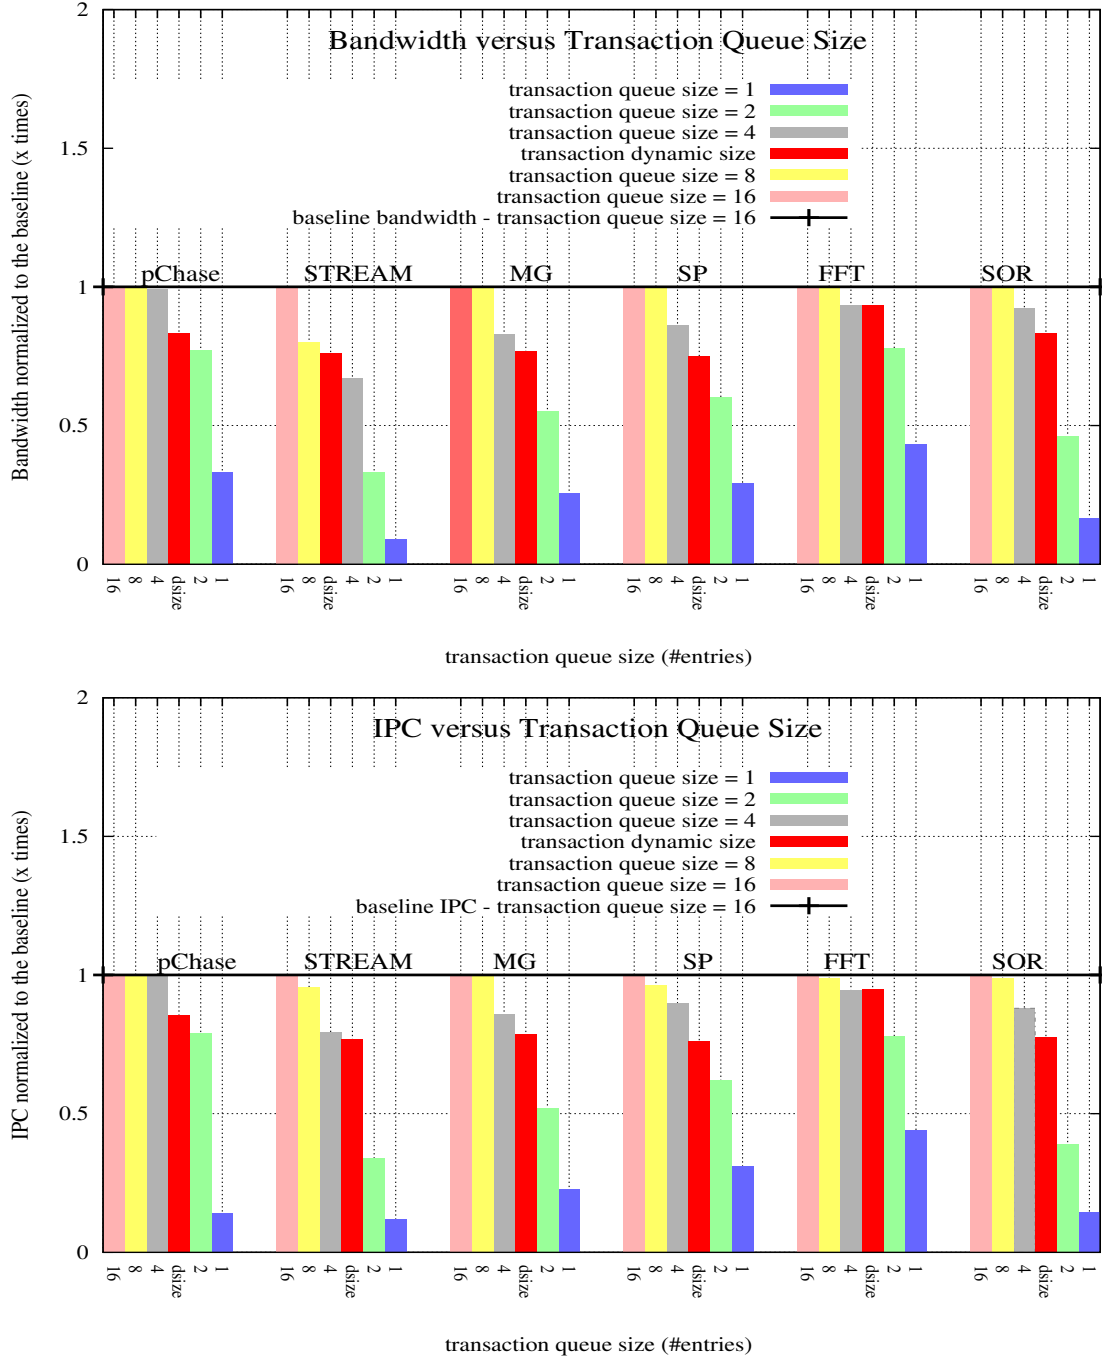 Bandwidth versus Transaction Queue Size
2
1.5
1
0.5
0
Bandwidth normalized to the baseline (x times)
transaction queue size = 1
transaction queue size = 2
transaction queue size = 4
transaction dynamic size
transaction queue size = 8
transaction queue size = 16
baseline bandwidth - transaction queue size = 16
pChase STREAM MG SP FFT SOR
16 8 4 dsize 2 1 16 8 dsize 4 2 1 16 8 4 dsize 2 1 16 8 4 dsize 2 1 16 8 4 dsize 2 1 16 8 4 dsize 2 1
transaction queue size (#entries)
IPC versus Transaction Queue Size
2
1.5
1
0.5
0
IPC normalized to the baseline (x times)
transaction queue size = 1
transaction queue size = 2
transaction queue size = 4
transaction dynamic size
transaction queue size = 8
transaction queue size = 16
baseline IPC - transaction queue size = 16
pChase STREAM MG SP FFT SOR
16 8 4 dsize 2 1 16 8 4 dsize 2 1 16 8 4 dsize 2 1 16 8 4 dsize 2 1 16 8 4 dsize 2 1 16 8 4 dsize 2 1
transaction queue size (#entries)